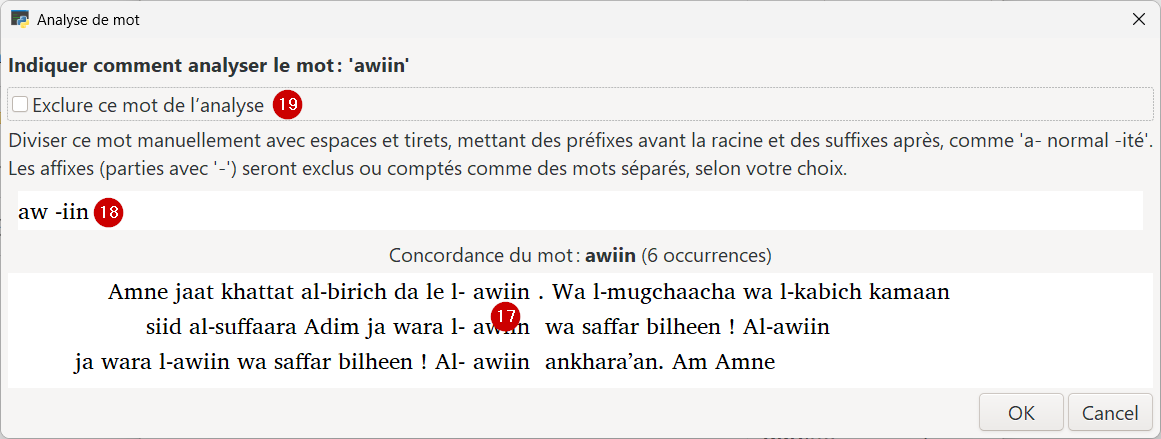 Analyse de mot
Indiquer comment analyser le mot : 'awiin'
Exclure ce mot de l’analyse 19
Diviser ce mot manuellement avec espaces et tirets, mettant des préfixes avant la racine et des suffixes après, comme 'a- normal -ité'.
Les affixes (parties avec '-') seront exclus ou comptés comme des mots séparés, selon votre choix.
aw -iin 18
Concordance du mot : awiin (6 occurrences)
Amne jaat khattat al-birich da le l- awiin . Wa l-mugchaacha wa l-kabich kamaan
17
siid al-suffaara Adim ja wara l- awiin wa saffar bilheen ! Al-awiin
ja wara l-awiin wa saffar bilheen ! Al- awiin ankhara’an. Am Amne
OK Cancel